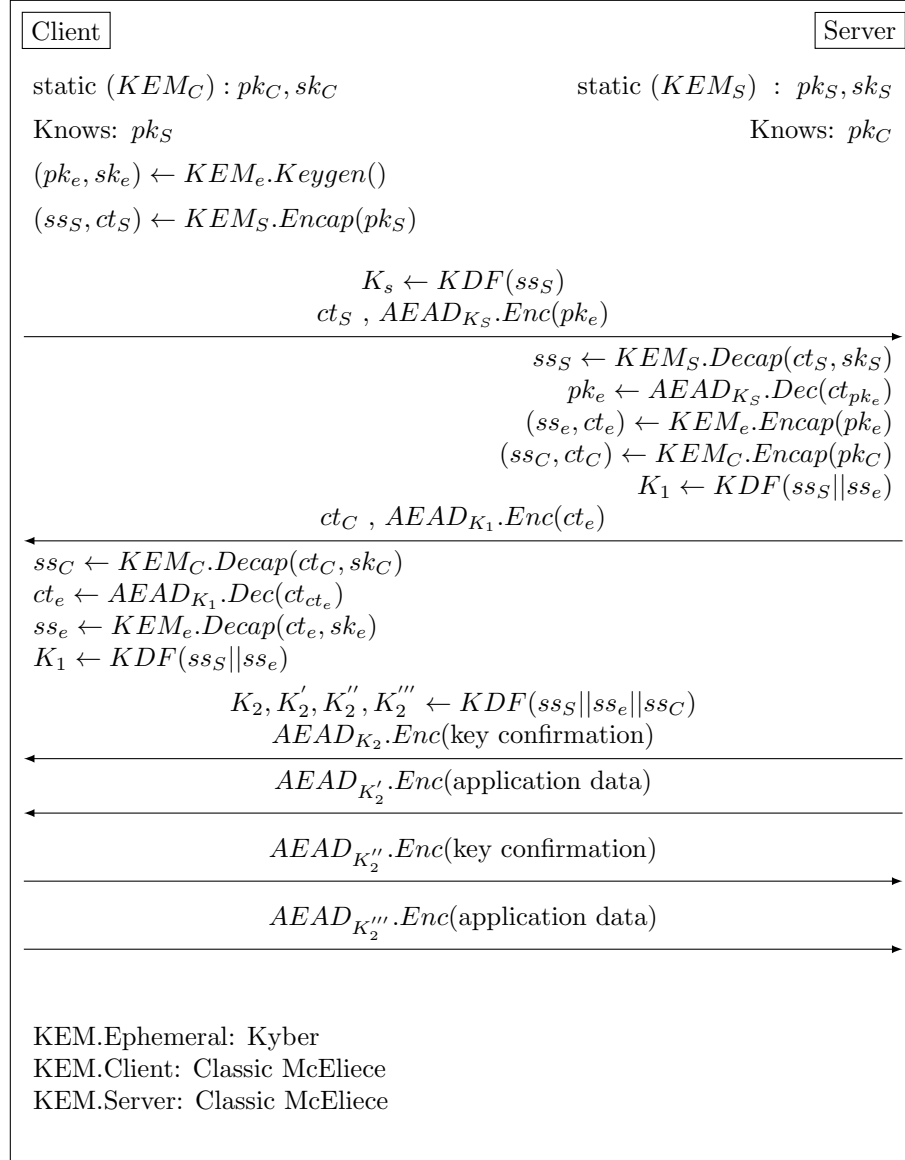 Client Server
static (KEM_C) : pk_C, sk_C static (KEM_S) : pk_S, sk_S
Knows: pk_S Knows: pk_C
(pk_e, sk_e) ← KEM_e.Keygen()
(ss_S, ct_S) ← KEM_S.Encap(pk_S)
K_s ← KDF(ss_S)
ct_S , AEAD_{K_S}.Enc(pk_e)
ss_S ← KEM_S.Decap(ct_S, sk_S)
pk_e ← AEAD_{K_S}.Dec(ct_{pk_e})
(ss_e, ct_e) ← KEM_e.Encap(pk_e)
(ss_C, ct_C) ← KEM_C.Encap(pk_C)
K_1 ← KDF(ss_S||ss_e)
ct_C , AEAD_{K_1}.Enc(ct_e)
ss_C ← KEM_C.Decap(ct_C, sk_C)
ct_e ← AEAD_{K_1}.Dec(ct_{ct_e})
ss_e ← KEM_e.Decap(ct_e, sk_e)
K_1 ← KDF(ss_S||ss_e)
K_2, K_2', K_2'', K_2''' ← KDF(ss_S||ss_e||ss_C)
AEAD_{K_2}.Enc(key confirmation)
AEAD_{K_2'}.Enc(application data)
AEAD_{K_2''}.Enc(key confirmation)
AEAD_{K_2'''}.Enc(application data)
KEM.Ephemeral: Kyber
KEM.Client: Classic McEliece
KEM.Server: Classic McEliece